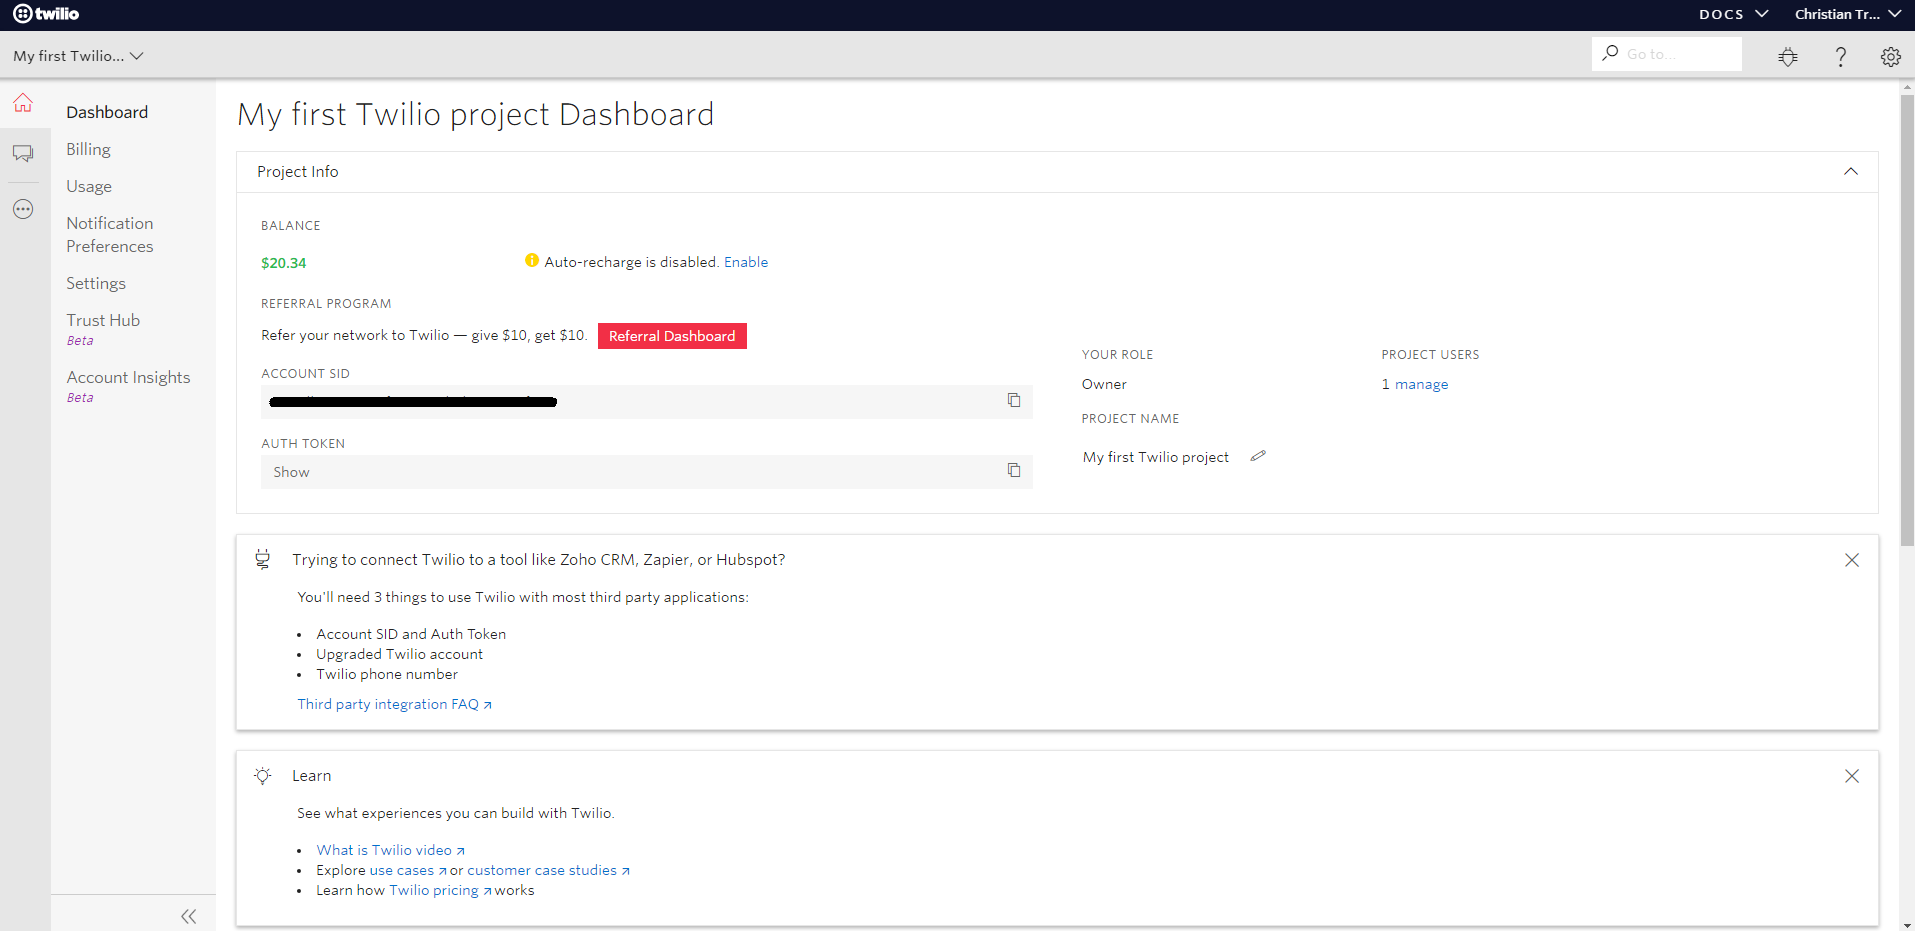 twilio
DOCS
Christian Tr...
My first Twilio...
Go to...
Dashboard
Billing
Usage
Notification
Preferences
Settings
Trust Hub
Beta
Account Insights
Beta
My first Twilio project Dashboard
Project Info
BALANCE
$20.34
Auto-recharge is disabled. Enable
REFERRAL PROGRAM
Refer your network to Twilio — give $10, get $10. Referral Dashboard
ACCOUNT SID
AUTH TOKEN
Show
YOUR ROLE
Owner
PROJECT USERS
1 manage
PROJECT NAME
My first Twilio project
Trying to connect Twilio to a tool like Zoho CRM, Zapier, or Hubspot?
You'll need 3 things to use Twilio with most third party applications:
• Account SID and Auth Token
• Upgraded Twilio account
• Twilio phone number
Third party integration FAQ
Learn
See what experiences you can build with Twilio.
• What is Twilio video
• Explore use cases or customer case studies
• Learn how Twilio pricing works